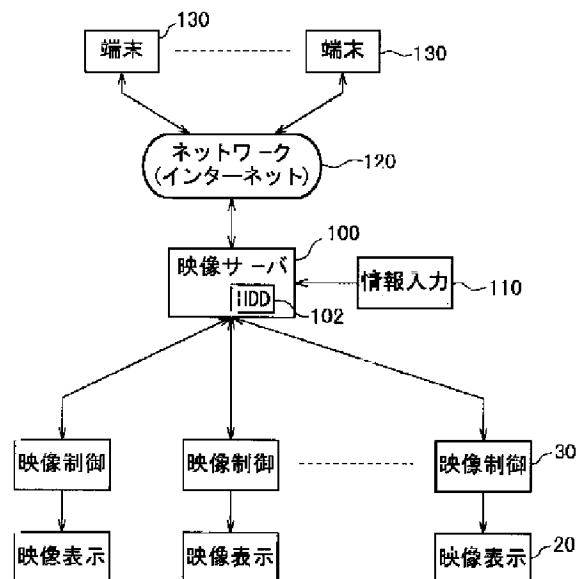 130
端末
端末
130
ネットワーク
(インターネット)
120
100
映像サーバ
HDD
102
情報入力
110
映像制御
映像制御
映像制御
30
映像表示
映像表示
映像表示
20